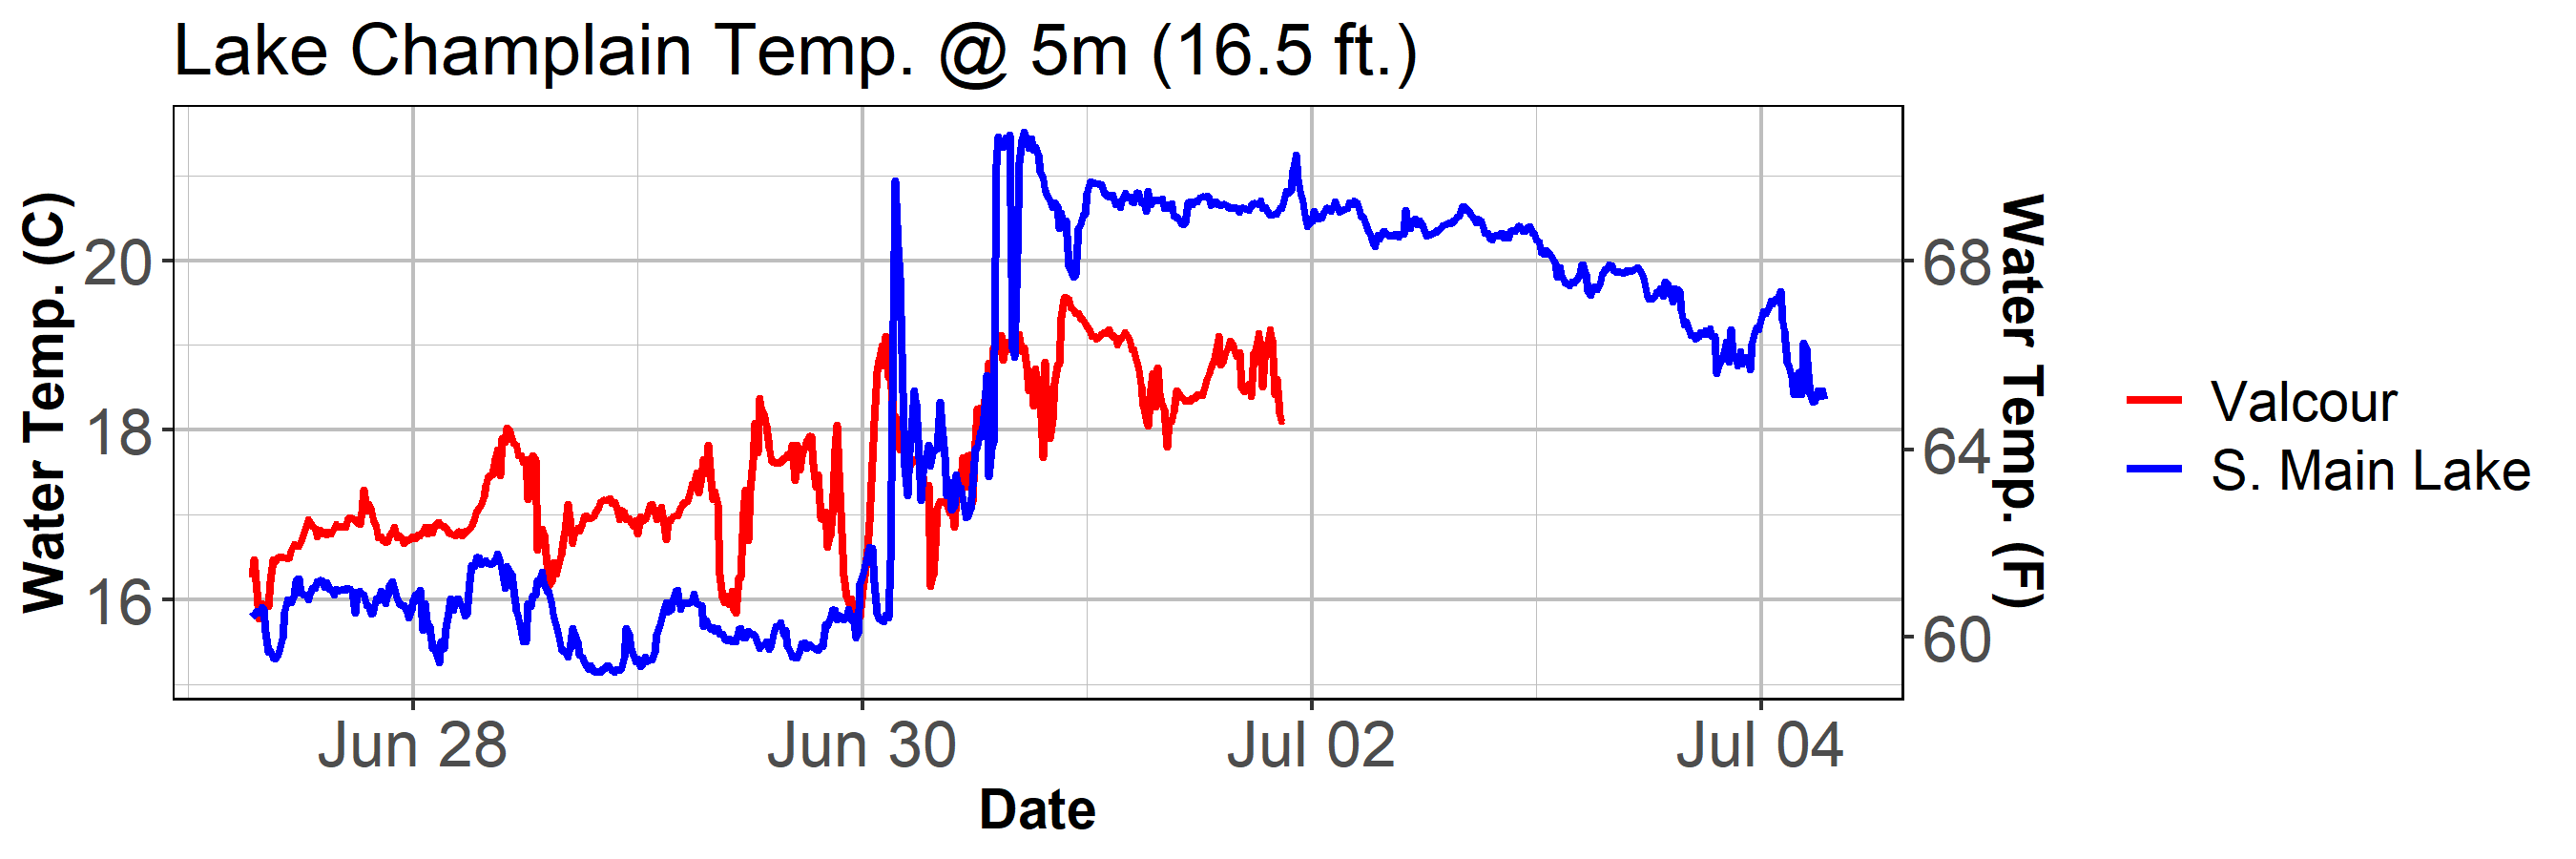 Lake Champlain Temp. @ 5m (16.5 ft.)
Water Temp. (C)
20
18
16
68
64
60
Water Temp. (F)
Jun 28
Jun 30
Jul 02
Jul 04
Date
Valcour
S. Main Lake